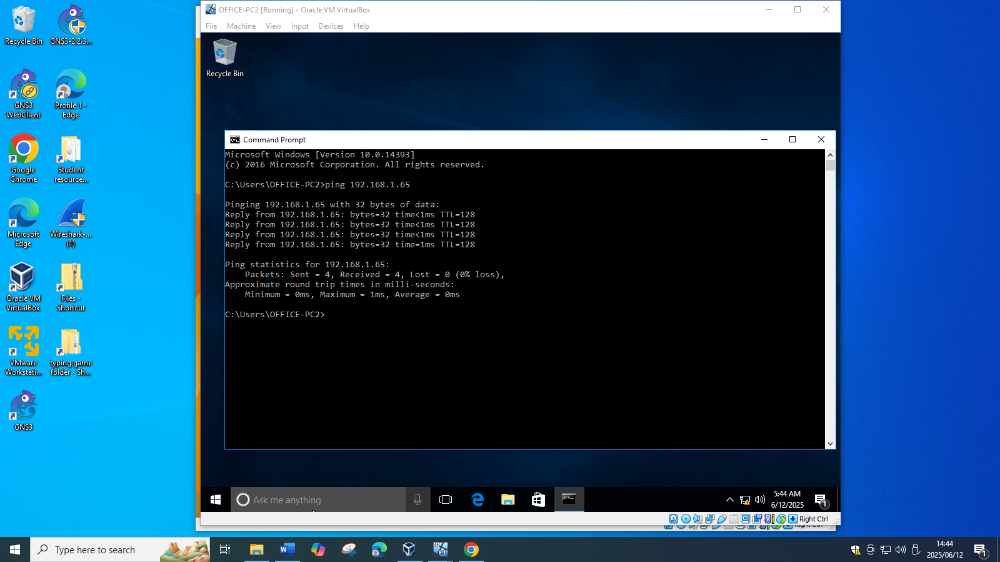 Recycle Bin
GNS3-2.2.3...
GNS3
WebClient
Profile 1 -
Edge
Google
Chrome
Student
resource...
Microsoft
Edge
Wireshark-...
(1)
Oracle VM
VirtualBox
Files -
Shortcut
VMware
Workstati...
typing game
folder - Sh...
GNS3
OFFICE-PC2 [Running] - Oracle VM VirtualBox
File Machine View Input Devices Help
Recycle Bin
Command Prompt
Microsoft Windows [Version 10.0.14393]
(c) 2016 Microsoft Corporation. All rights reserved.
C:\Users\OFFICE-PC2>ping 192.168.1.65
Pinging 192.168.1.65 with 32 bytes of data:
Reply from 192.168.1.65: bytes=32 time<1ms TTL=128
Reply from 192.168.1.65: bytes=32 time<1ms TTL=128
Reply from 192.168.1.65: bytes=32 time<1ms TTL=128
Reply from 192.168.1.65: bytes=32 time=1ms TTL=128
Ping statistics for 192.168.1.65:
Packets: Sent = 4, Received = 4, Lost = 0 (0% loss),
Approximate round trip times in milli-seconds:
Minimum = 0ms, Maximum = 1ms, Average = 0ms
C:\Users\OFFICE-PC2>
Ask me anything
5:44 AM
6/12/2025
1
Right Ctrl
Type here to search
14:44
2025/06/12
1